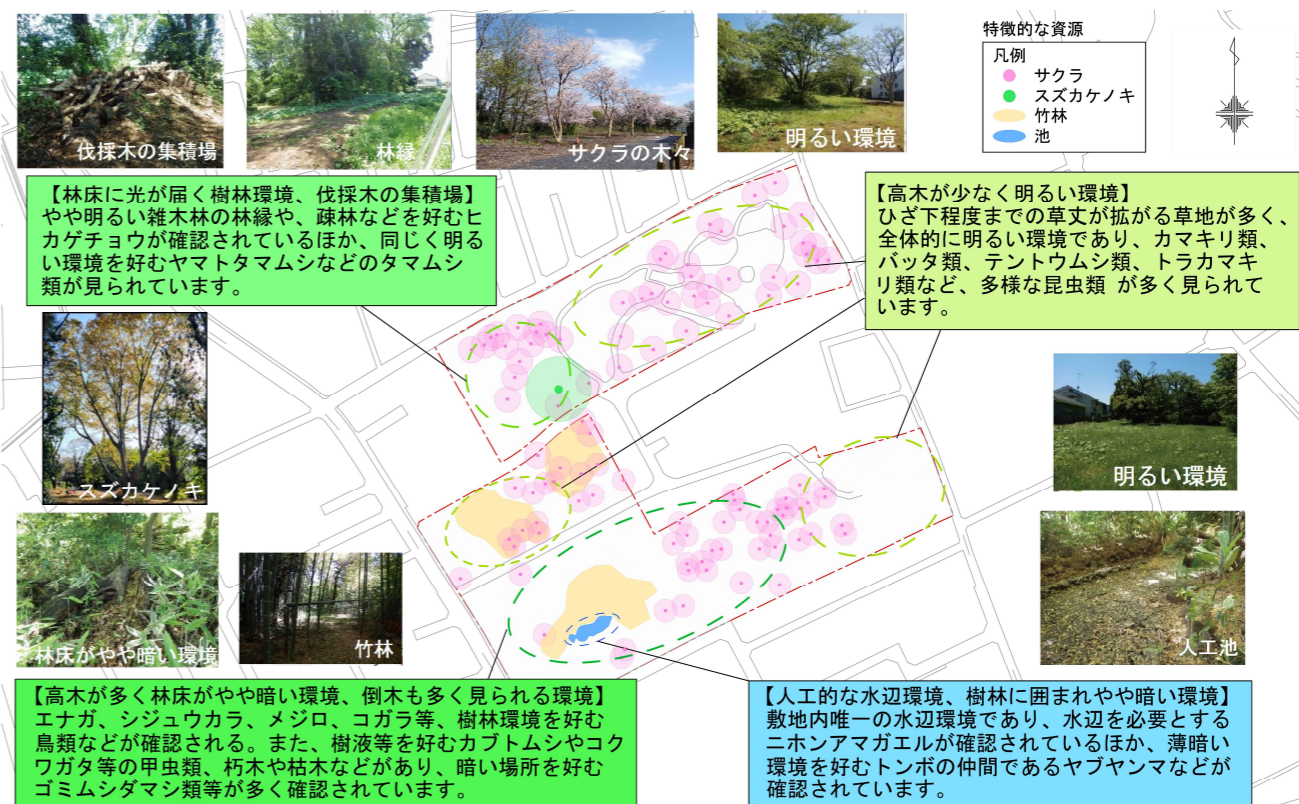 伐採木の集積場
林縁
サクラの木々
明るい環境
特徴的な資源
凡例
サクラ
スズカケノキ
竹林
池
【林床に光が届く樹林環境、伐採木の集積場】
やや明るい雑木林の林縁や、疎林などを好むヒ
カゲチョウが確認されているほか、同じく明る
い環境を好むヤマトタマムシなどのタマムシ
類が見られています。
【高木が少なく明るい環境】
ひざ下程度までの草丈が拡がる草地が多く、
全体的に明るい環境であり、カマキリ類、
バッタ類、テントウムシ類、トラカマキ
リ類など、多様な昆虫類 が多く見られて
います。
スズカケノキ
明るい環境
林床がやや暗い環境
竹林
人工池
【高木が多く林床がやや暗い環境、倒木も多く見られる環境】
エナガ、シジュウカラ、メジロ、コガラ等、樹林環境を好む
鳥類などが確認される。また、樹液等を好むカブトムシやコク
ワガタ等の甲虫類、朽木や枯木などがあり、暗い場所を好む
ゴミムシダマシ類等が多く確認されています。
【人工的な水辺環境、樹林に囲まれやや暗い環境】
敷地内唯一の水辺環境であり、水辺を必要とする
ニホンアマガエルが確認されているほか、薄暗い
環境を好むトンボの仲間であるヤブヤンマなどが
確認されています。